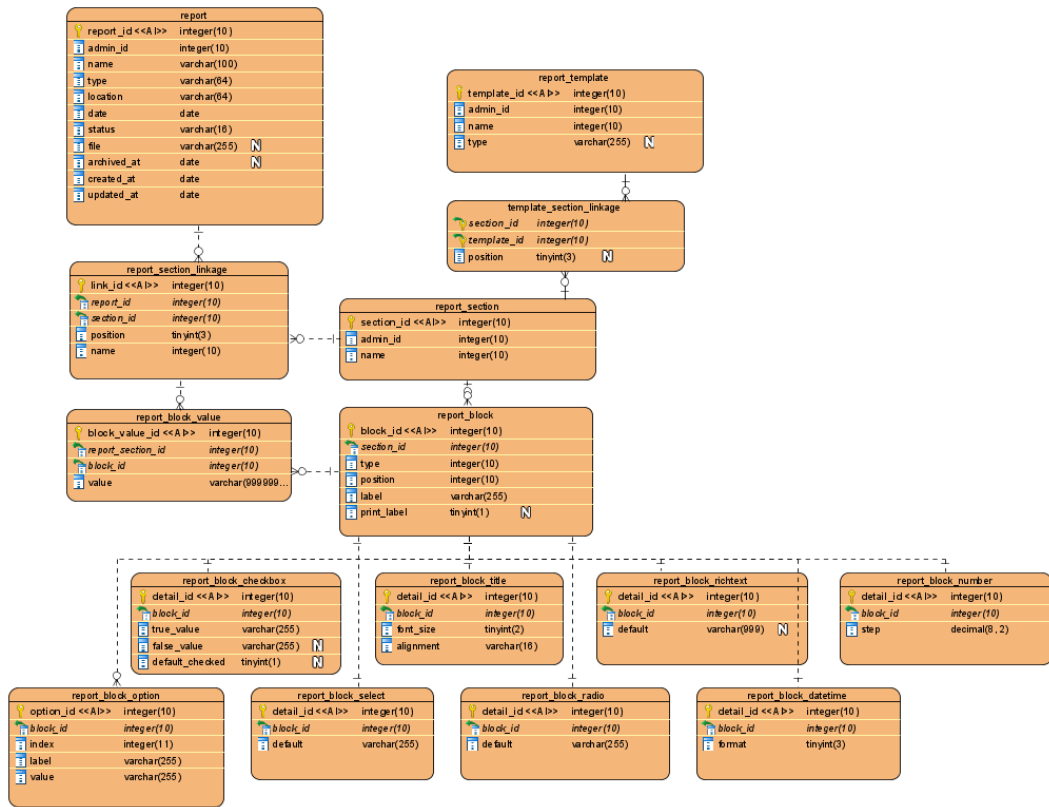 report
report_id <<AI>> integer(10)
admin_id integer(10)
name varchar(100)
type varchar(64)
location varchar(64)
date date
status varchar(16)
file varchar(255) N
archived_at date N
created_at date
updated_at date
report_template
template_id <<AI>> integer(10)
admin_id integer(10)
name integer(10)
type varchar(255) N
template_section_linkage
section_id integer(10)
template_id integer(10)
position tinyint(3) N
report_section_linkage
link_id <<AI>> integer(10)
report_id integer(10)
section_id integer(10)
position tinyint(3)
name integer(10)
report_section
section_id <<AI>> integer(10)
admin_id integer(10)
name integer(10)
report_block_value
block_value_id <<AI>> integer(10)
report_section_id integer(10)
block_id integer(10)
value varchar(999999...
report_block
block_id <<AI>> integer(10)
section_id integer(10)
type integer(10)
position integer(10)
label varchar(255)
print_label tinyint(1) N
report_block_checkbox
detail_id <<AI>> integer(10)
block_id integer(10)
true_value varchar(255)
false_value varchar(255) N
default_checked tinyint(1) N
report_block_title
detail_id <<AI>> integer(10)
block_id integer(10)
font_size tinyint(2)
alignment varchar(16)
report_block_richtext
detail_id <<AI>> integer(10)
block_id integer(10)
default varchar(999) N
report_block_number
detail_id <<AI>> integer(10)
block_id integer(10)
step decimal(8, 2)
report_block_option
option_id <<AI>> integer(10)
block_id integer(10)
index integer(11)
label varchar(255)
value varchar(255)
report_block_select
detail_id <<AI>> integer(10)
block_id integer(10)
default varchar(255)
report_block_radio
detail_id <<AI>> integer(10)
block_id integer(10)
default varchar(255)
report_block_datetime
detail_id <<AI>> integer(10)
block_id integer(10)
format tinyint(3)